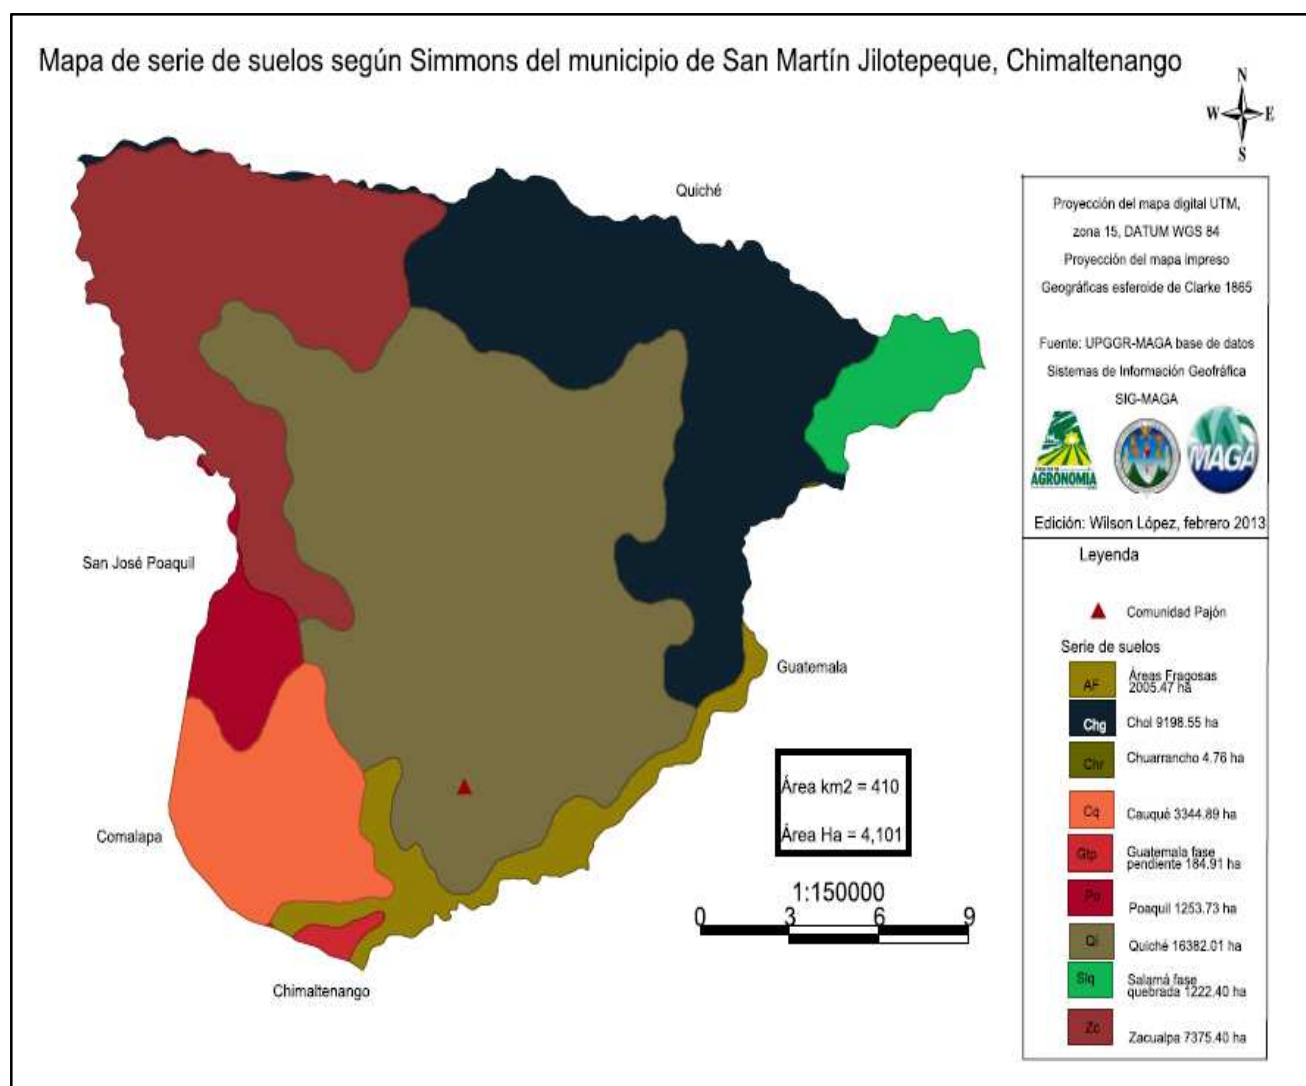 Mapa de serie de suelos según Simmons del municipio de San Martín Jilotepeque, Chimaltenango
N
W E
S
Quiché
San José Poaquil
Guatemala
Comalapa
Chimaltenango
Área km2 = 410
Área Ha = 4,101
1:150000
0 3 6 9
Proyección del mapa digital UTM,
zona 15, DATUM WGS 84
Proyección del mapa impreso
Geográficas esferoide de Clarke 1865
Fuente: UPGGR-MAGA base de datos
Sistemas de Información Geofráfica
SIG-MAGA
AGRONOMIA
MAGA
Edición: Wilson López, febrero 2013
Leyenda
Comunidad Pajón
Serie de suelos
AF Áreas Fragosas
2005.47 ha
Chg Chol 9198.55 ha
Chr Chuarrancho 4.76 ha
Cq Cauqué 3344.89 ha
Gtp Guatemala fase
pendiente 184.91 ha
Po Poaquil 1253.73 ha
Qi Quiché 16382.01 ha
Slq Salamá fase
quebrada 1222.40 ha
Zc Zacualpa 7375.40 ha